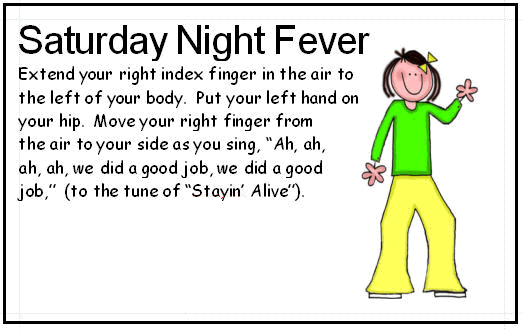 Saturday Night Fever
Extend your right index finger in the air to
the left of your body. Put your left hand on
your hip. Move your right finger from
the air to your side as you sing, “Ah, ah,
ah, ah, we did a good job, we did a good
job,” (to the tune of “Stayin’ Alive”).